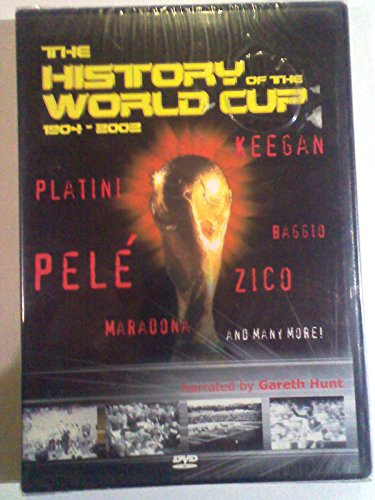 THE
HISTORY OF THE
WORLD CUP
1904 - 2002
KEEGAN
PLATINI
BAGGIO
PELÉ
ZICO
MARADONA
AND MANY MORE!
Narrated by Gareth Hunt
DVD